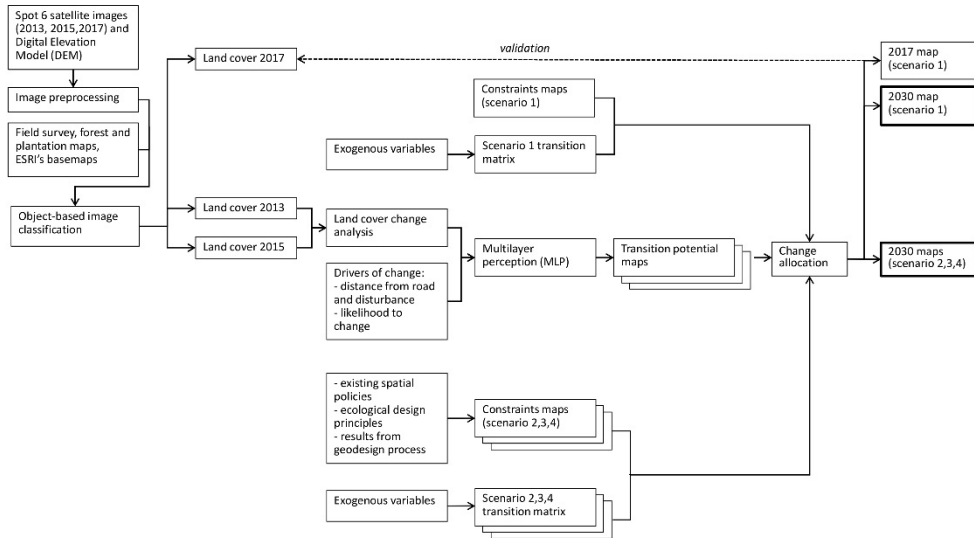 Spot 6 satellite images
(2013, 2015,2017) and
Digital Elevation
Model (DEM)
Image preprocessing
Field survey, forest and
plantation maps,
ESRI's basemaps
Object-based image
classification
Land cover 2017
validation
2017 map
(scenario 1)
2030 map
(scenario 1)
Constraints maps
(scenario 1)
Exogenous variables
Scenario 1 transition
matrix
Land cover 2013
Land cover 2015
Land cover change
analysis
Drivers of change:
- distance from road
and disturbance
- likelihood to
change
Multilayer
perception (MLP)
Transition potential
maps
Change
allocation
2030 maps
(scenario 2,3,4)
- existing spatial
policies
- ecological design
principles
- results from
geodesign process
Constraints maps
(scenario 2,3,4)
Exogenous variables
Scenario 2,3,4
transition matrix